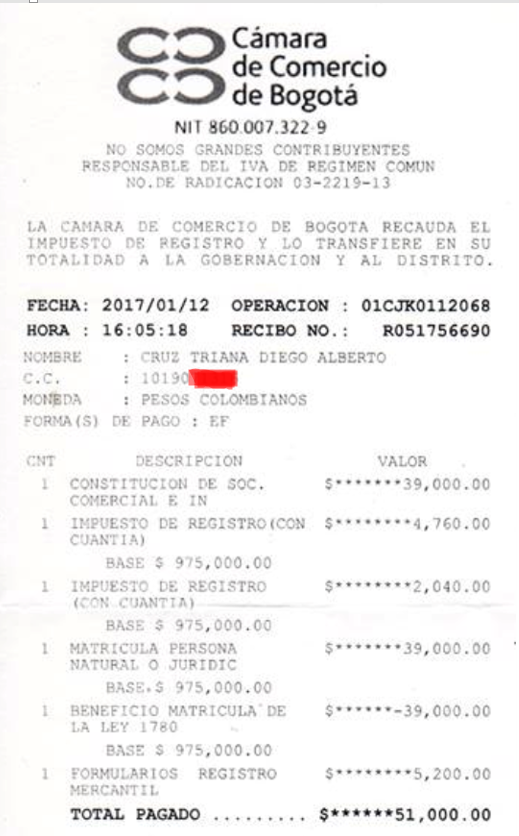 Cámara
de Comercio
de Bogotá
NIT 860.007.322-9
NO SOMOS GRANDES CONTRIBUYENTES
RESPONSABLE DEL IVA DE REGIMEN COMUN
NO.DE RADICACION 03-2219-13
LA CAMARA DE COMERCIO DE BOGOTA RECAUDA EL
IMPUESTO DE REGISTRO Y LO TRANSFIERE EN SU
TOTALIDAD A LA GOBERNACION Y AL DISTRITO.
FECHA: 2017/01/12 OPERACION : 01CJK0112068
HORA : 16:05:18 RECIBO NO.: R051756690
NOMBRE : CRUZ TRIANA DIEGO ALBERTO
C.C. : 10190
MONEDA : PESOS COLOMBIANOS
FORMA(S) DE PAGO : EF
CNT DESCRIPCION VALOR
1 CONSTITUCION DE SOC. $*******39,000.00
COMERCIAL E IN
1 IMPUESTO DE REGISTRO(CON $********4,760.00
CUANTIA)
BASE $ 975,000.00
1 IMPUESTO DE REGISTRO $********2,040.00
(CON CUANTIA)
BASE $ 975,000.00
1 MATRICULA PERSONA $*******39,000.00
NATURAL O JURIDIC
BASE.$ 975,000.00
1 BENEFICIO MATRICULA DE $******-39,000.00
LA LEY 1780
BASE $ 975,000.00
1 FORMULARIOS REGISTRO $********5,200.00
MERCANTIL
TOTAL PAGADO ......... $******51,000.00